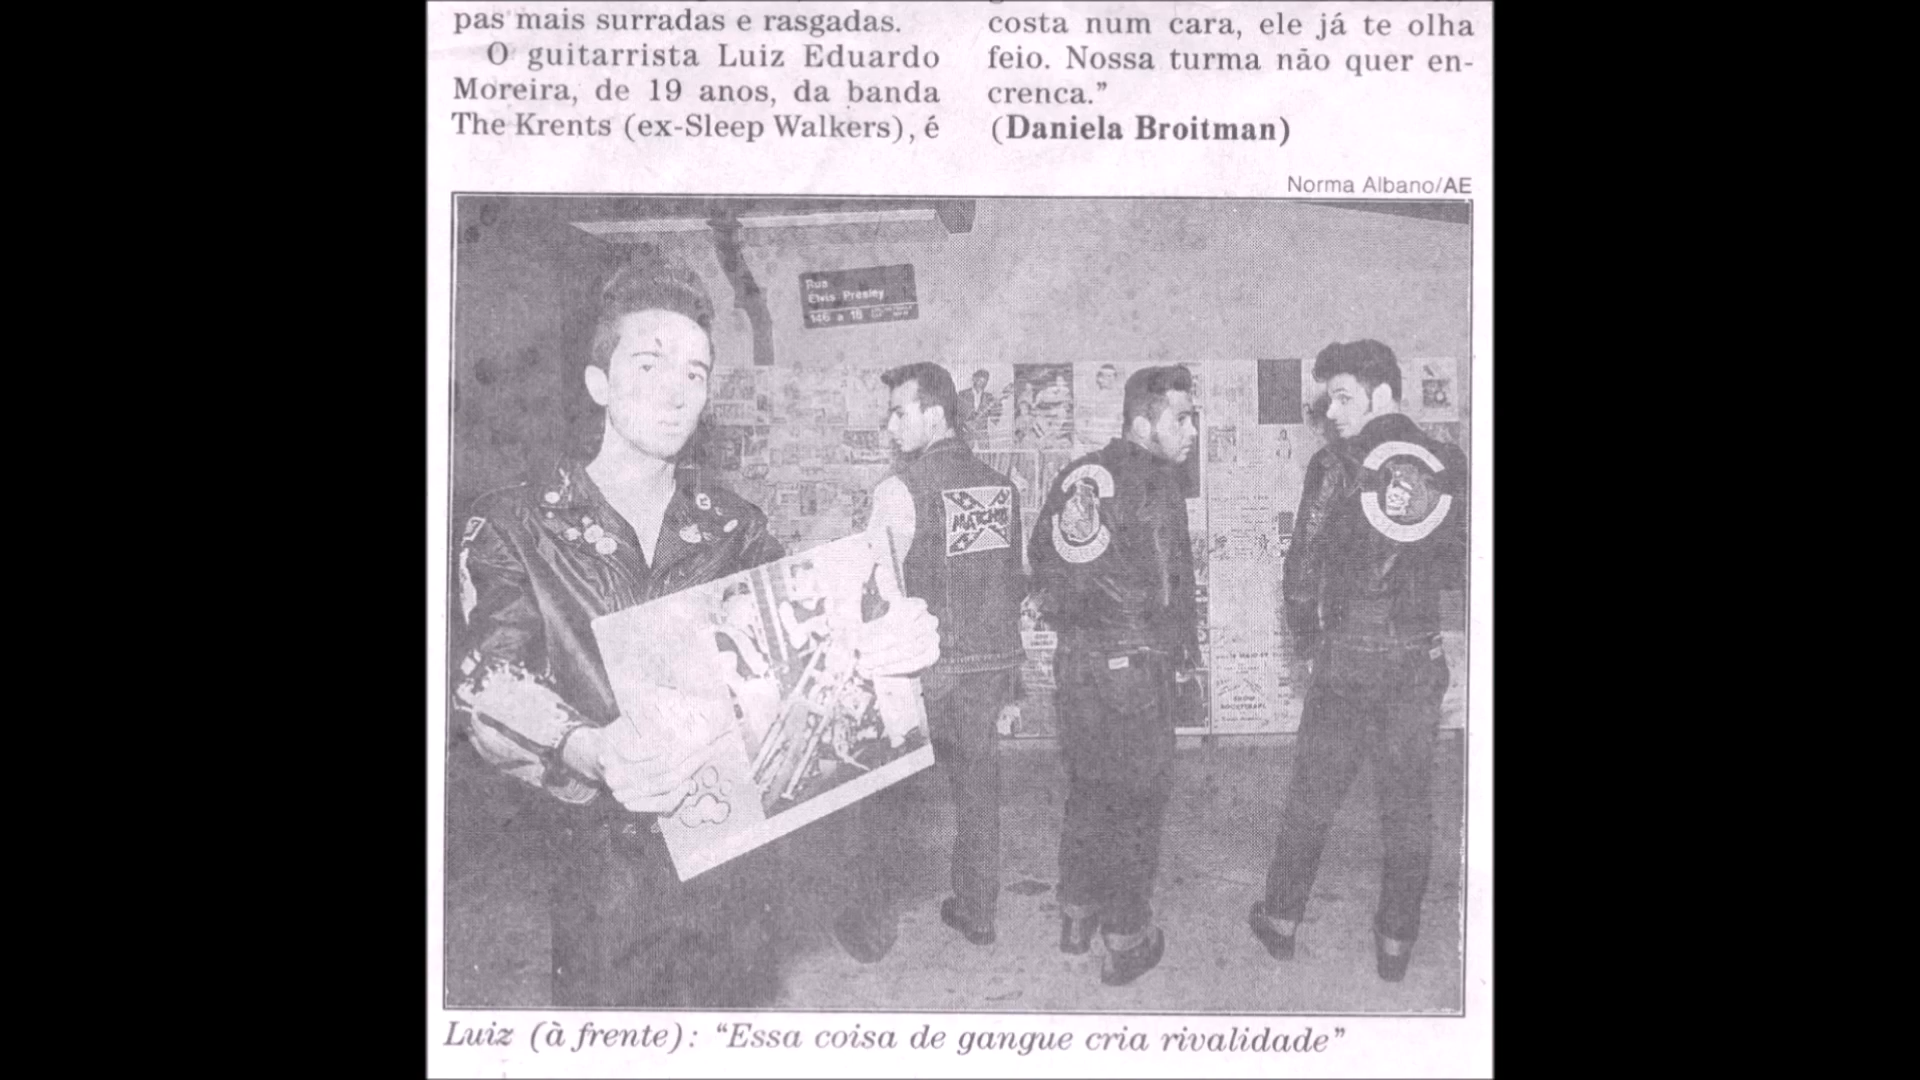 pas mais surradas e rasgadas.
O guitarrista Luiz Eduardo
Moreira, de 19 anos, da banda
The Krents (ex-Sleep Walkers), é
costa num cara, ele já te olha
feio. Nossa turma não quer en-
crenca.”
(Daniela Broitman)
Norma Albano/AE
Rua
Elvis Presley
Luiz (à frente): “Essa coisa de gangue cria rivalidade”